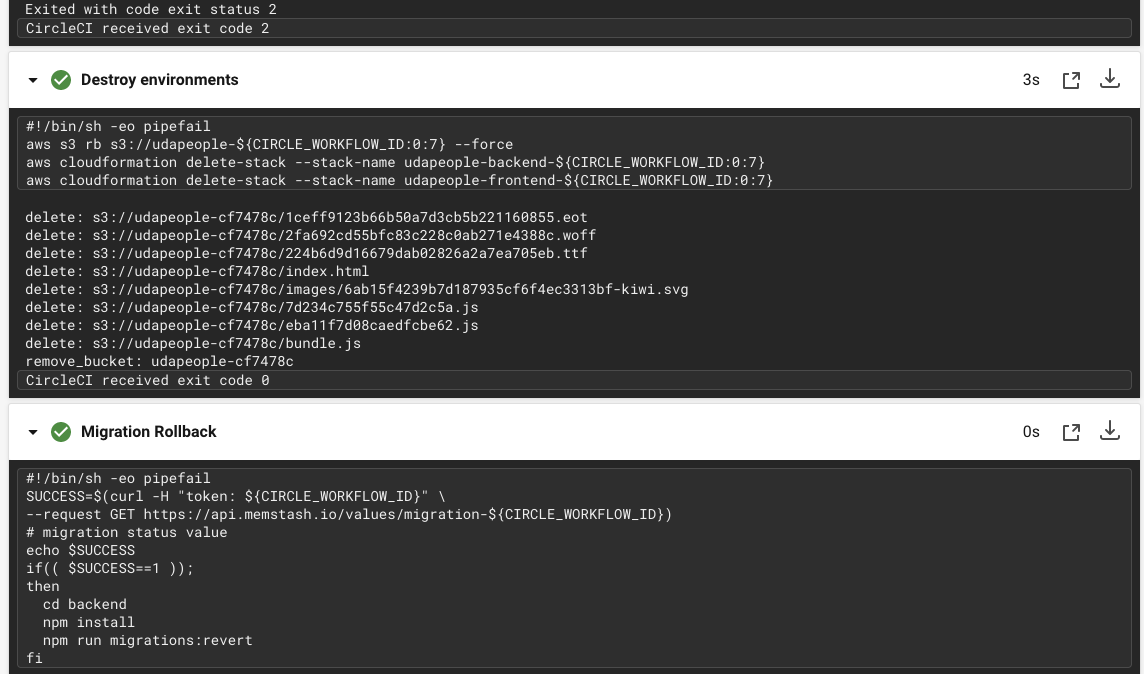 Exited with code exit status 2
CircleCI received exit code 2
Destroy environments
3s
#!/bin/sh -eo pipefail
aws s3 rb s3://udapeople-${CIRCLE_WORKFLOW_ID:0:7} --force
aws cloudformation delete-stack --stack-name udapeople-backend-${CIRCLE_WORKFLOW_ID:0:7}
aws cloudformation delete-stack --stack-name udapeople-frontend-${CIRCLE_WORKFLOW_ID:0:7}
delete: s3://udapeople-cf7478c/1ceff9123b66b50a7d3cb5b221160855.eot
delete: s3://udapeople-cf7478c/2fa692cd55bfc83c228c0ab271e4388c.woff
delete: s3://udapeople-cf7478c/224b6d9d16679dab02826a2a7ea705eb.ttf
delete: s3://udapeople-cf7478c/index.html
delete: s3://udapeople-cf7478c/images/6ab15f4239b7d187935cf6f4ec3313bf-kiwi.svg
delete: s3://udapeople-cf7478c/7d234c755f55c47d2c5a.js
delete: s3://udapeople-cf7478c/eba11f7d08caedfcbe62.js
delete: s3://udapeople-cf7478c/bundle.js
remove_bucket: udapeople-cf7478c
CircleCI received exit code 0
Migration Rollback
0s
#!/bin/sh -eo pipefail
SUCCESS=$(curl -H "token: ${CIRCLE_WORKFLOW_ID}" \
--request GET https://api.memstash.io/values/migration-${CIRCLE_WORKFLOW_ID})
# migration status value
echo $SUCCESS
if(( $SUCCESS==1 ));
then
  cd backend
  npm install
  npm run migrations:revert
fi